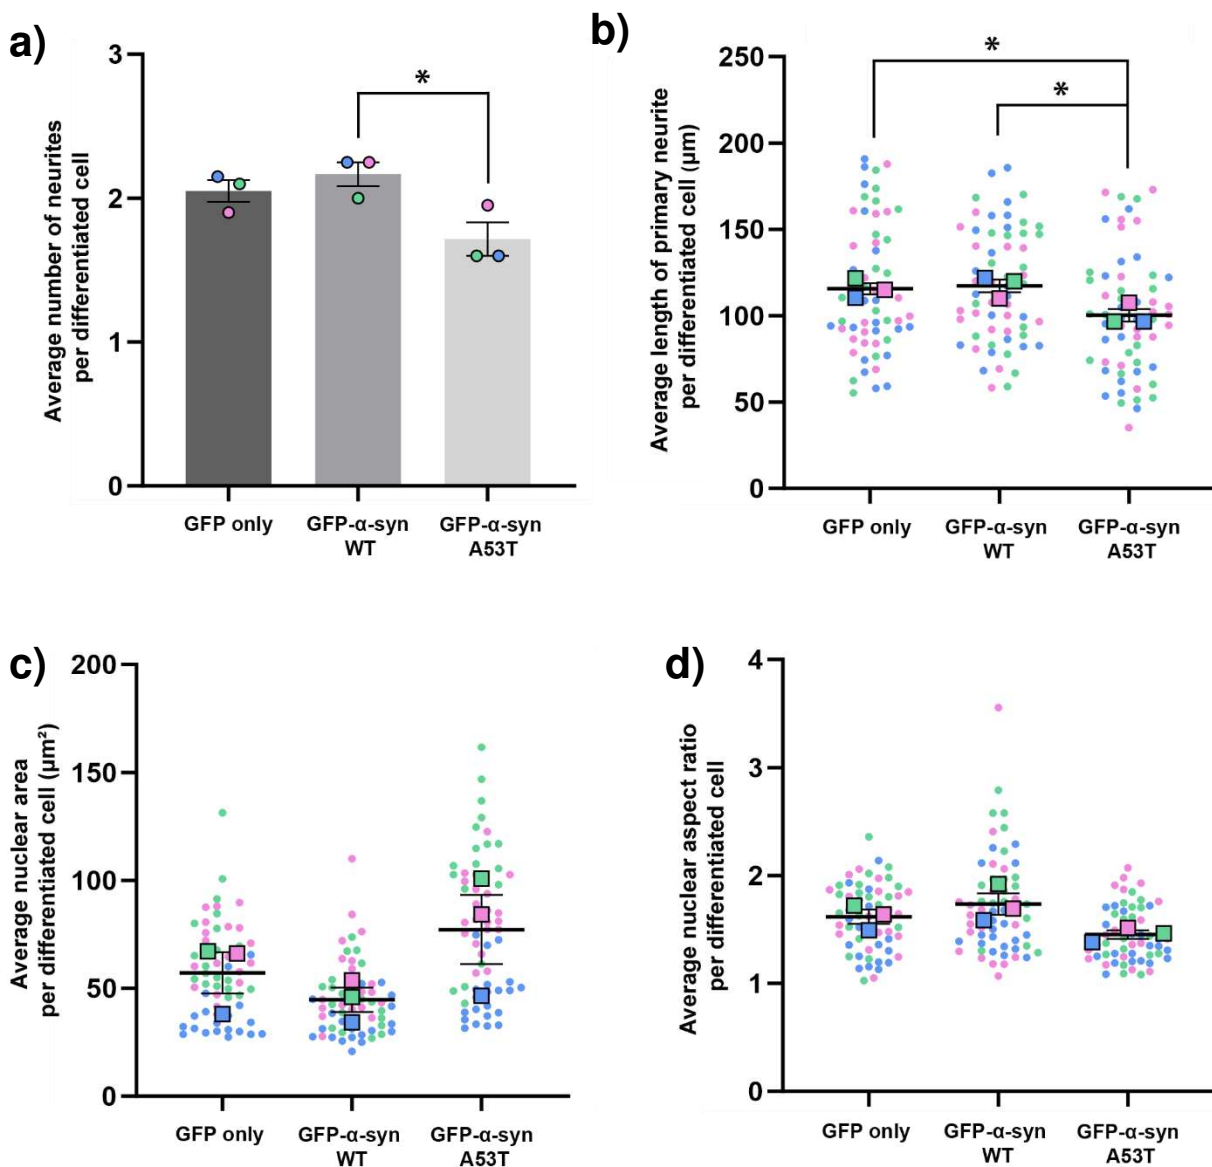 a)
Average number of neurites
per differentiated cell
3
2
1
0
*
GFP only
GFP-α-syn
WT
GFP-α-syn
A53T
b)
Average length of primary neurite
per differentiated cell (µm)
250
200
150
100
50
0
*
*
GFP only
GFP-α-syn
WT
GFP-α-syn
A53T
c)
Average nuclear area
per differentiated cell (µm²)
200
150
100
50
0
GFP only
GFP-α-syn
WT
GFP-α-syn
A53T
d)
Average nuclear aspect ratio
per differentiated cell
4
3
2
1
0
GFP only
GFP-α-syn
WT
GFP-α-syn
A53T